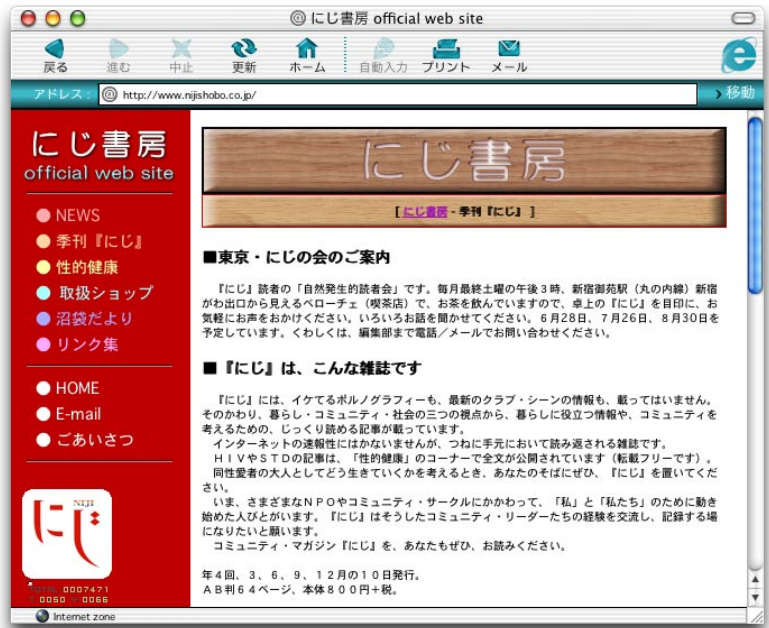 @ にじ書房 official web site
戻る 進む 中止 更新 ホーム 自動入力 プリント メール
アドレス: @ http://www.nijishobo.co.jp/ 移動
にじ書房
official web site
NEWS
季刊『にじ』
性的健康
取扱ショップ
沼袋だより
リンク集
HOME
E-mail
ごあいさつ
NIJI
にじ
TOTAL 0007471
T 0050 Y 0066
にじ書房
[ にじ書房 - 季刊『にじ』 ]
■東京・にじの会のご案内
『にじ』読者の「自然発生的読者会」です。毎月最終土曜の午後3時、新宿御苑駅（丸の内線）新宿
がわ出口から見えるベローチェ（喫茶店）で、お茶を飲んでいますので、卓上の『にじ』を目印に、お
気軽にお声をおかけください。いろいろお話を聞かせてください。6月28日、7月26日、8月30日を
予定しています。くわしくは、編集部まで電話／メールでお問い合わせください。
■『にじ』は、こんな雑誌です
『にじ』には、イケてるポルノグラフィーも、最新のクラブ・シーンの情報も、載ってはいません。
そのかわり、暮らし・コミュニティ・社会の三つの視点から、暮らしに役立つ情報や、コミュニティを
考えるための、じっくり読める記事が載っています。
インターネットの速報性にはかないませんが、つねに手元において読み返される雑誌です。
ＨＩＶやＳＴＤの記事は、「性的健康」のコーナーで全文が公開されています（転載フリーです）。
同性愛者の大人としてどう生きていくかを考えるとき、あなたのそばにぜひ、『にじ』を置いてくだ
さい。
いま、さまざまなＮＰＯやコミュニティ・サークルにかかわって、「私」と「私たち」のために動き
始めた人びとがいます。『にじ』はそうしたコミュニティ・リーダーたちの経験を交流し、記録する場
になりたいと願います。
コミュニティ・マガジン『にじ』を、あなたもぜひ、お読みください。
年4回、3、6、9、12月の10日発行。
ＡＢ判64ページ、本体800円＋税。
Internet zone